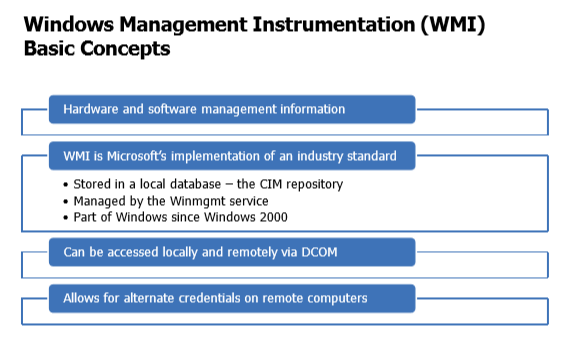 Windows Management Instrumentation (WMI)
Basic Concepts
Hardware and software management information
WMI is Microsoft's implementation of an industry standard
• Stored in a local database – the CIM repository
• Managed by the Winmgmt service
• Part of Windows since Windows 2000
Can be accessed locally and remotely via DCOM
Allows for alternate credentials on remote computers